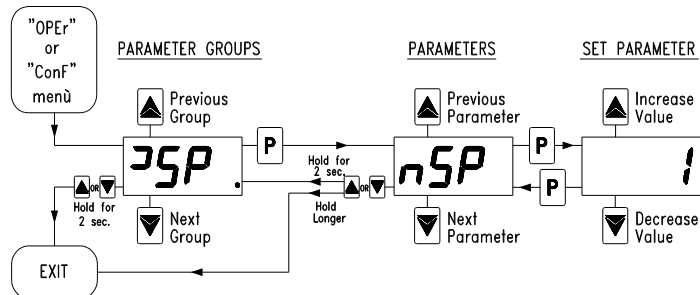 "OPEr"
or
"ConF"
menù
PARAMETER GROUPS
PARAMETERS
SET PARAMETER
Previous
Group
Previous
Parameter
Increase
Value
P
P
SP.
Hold for
2 sec.
nSP
P
1
OR
Hold for
2 sec.
OR
Hold
Longer
Next
Group
Next
Parameter
Decrease
Value
EXIT